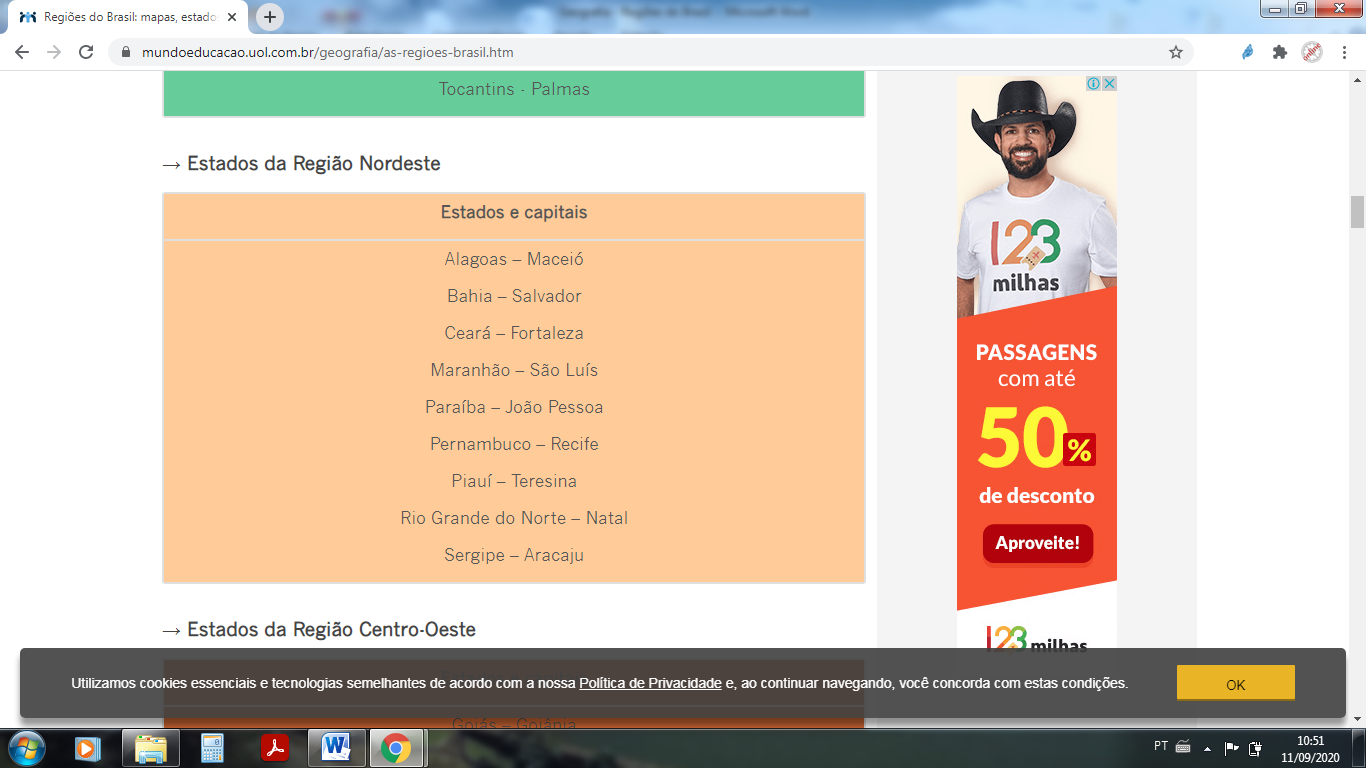 Regiões do Brasil: mapas, estado
mundoeducacao.uol.com.br/geografia/as-regioes-brasil.htm
Tocantins - Palmas
→ Estados da Região Nordeste
Estados e capitais
Alagoas – Maceió
Bahia – Salvador
Ceará – Fortaleza
Maranhão – São Luís
Paraíba – João Pessoa
Pernambuco – Recife
Piauí – Teresina
Rio Grande do Norte – Natal
Sergipe – Aracaju
→ Estados da Região Centro-Oeste
Goiás – Goiânia
123
milhas
PASSAGENS
com até
50%
de desconto
Aproveite!
123 milhas
Utilizamos cookies essenciais e tecnologias semelhantes de acordo com a nossa Política de Privacidade e, ao continuar navegando, você concorda com estas condições.
OK
PT
10:51
11/09/2020